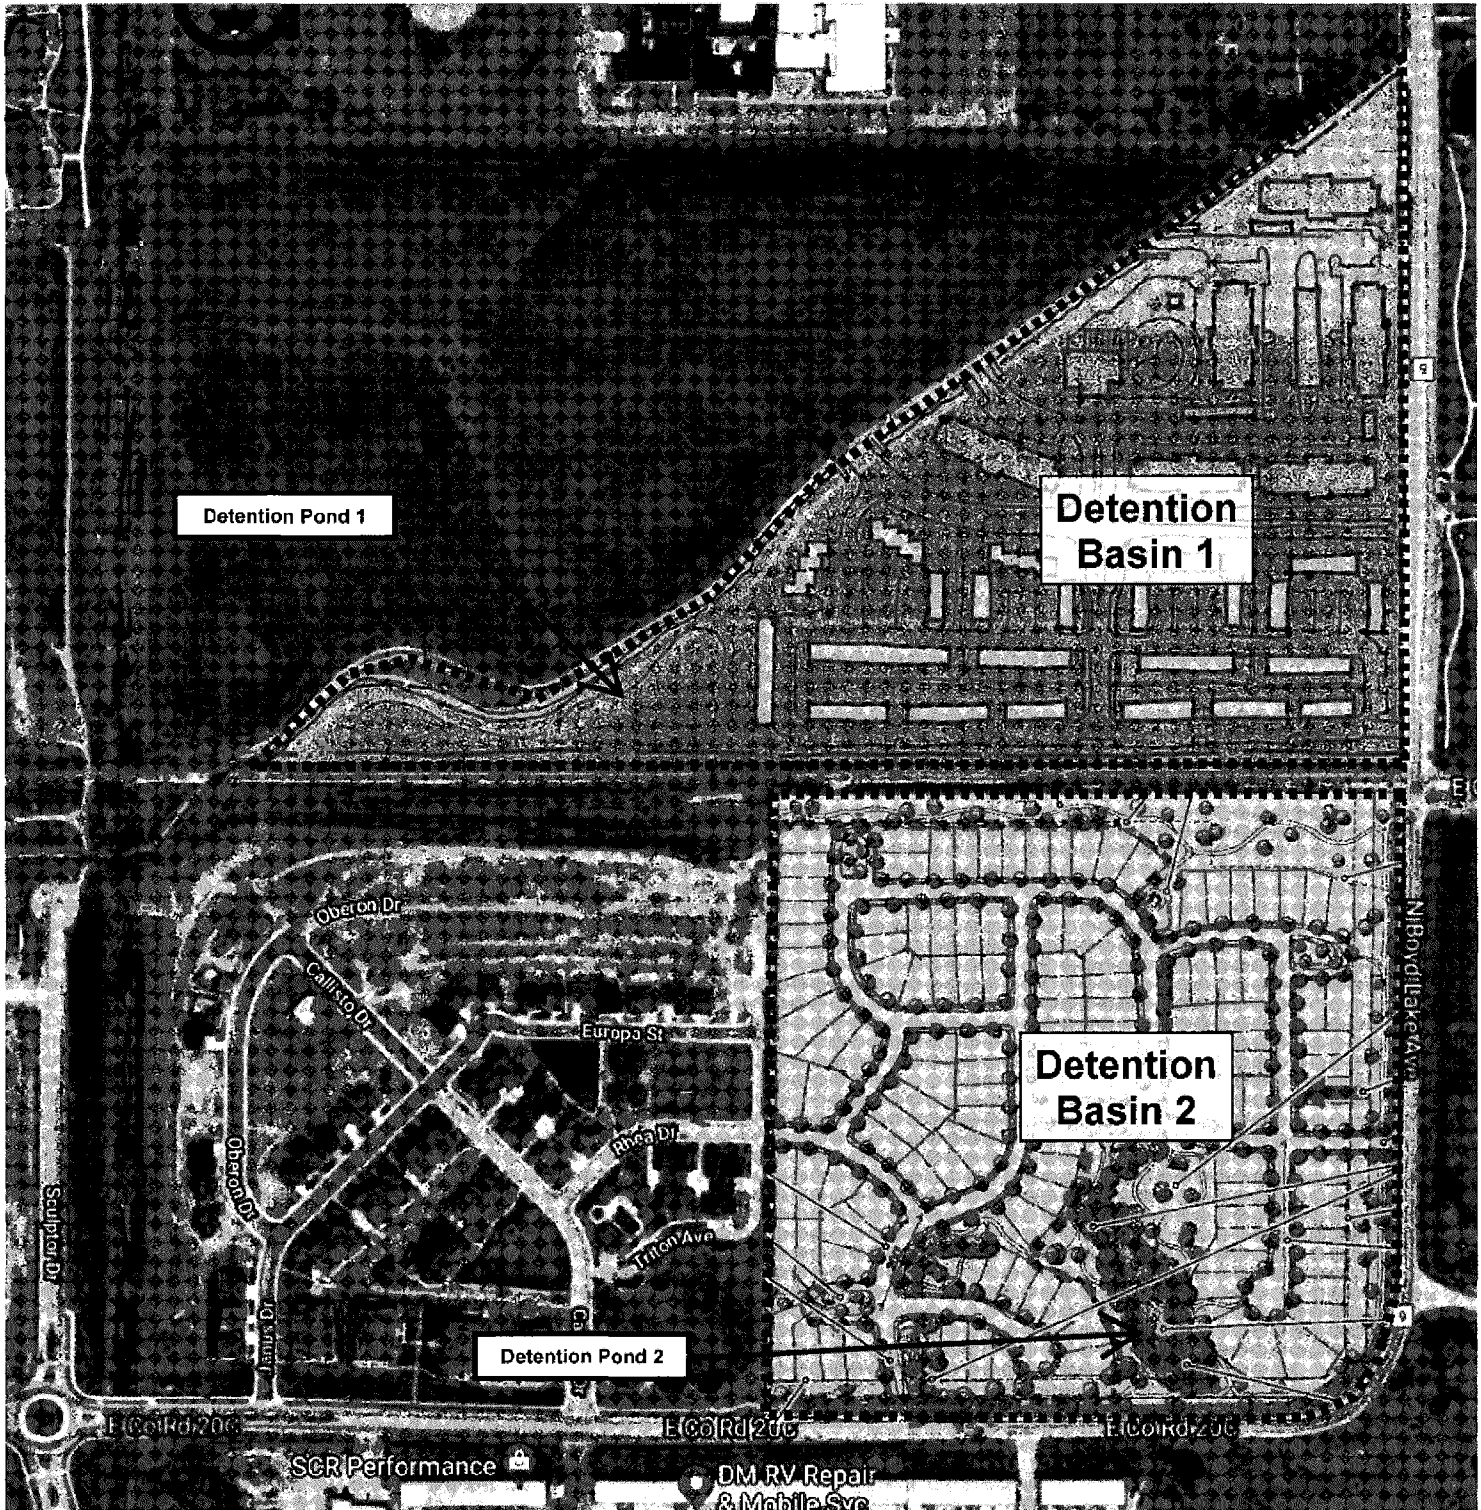 9
Detention
Basin 1
Detention Pond 1
E
Oberon Dr
Callisto Dr
Europa St
N Boyd Lake Ave
Detention
Basin 2
Rhea Dr
Oberon Dr
Triton Ave
Sculptor Dr
9
Detention Pond 2
E Co Rd 20C
E Co Rd 20C
E Co Rd 20C
SCR Performance
DM RV Repair
& Mobile Svc